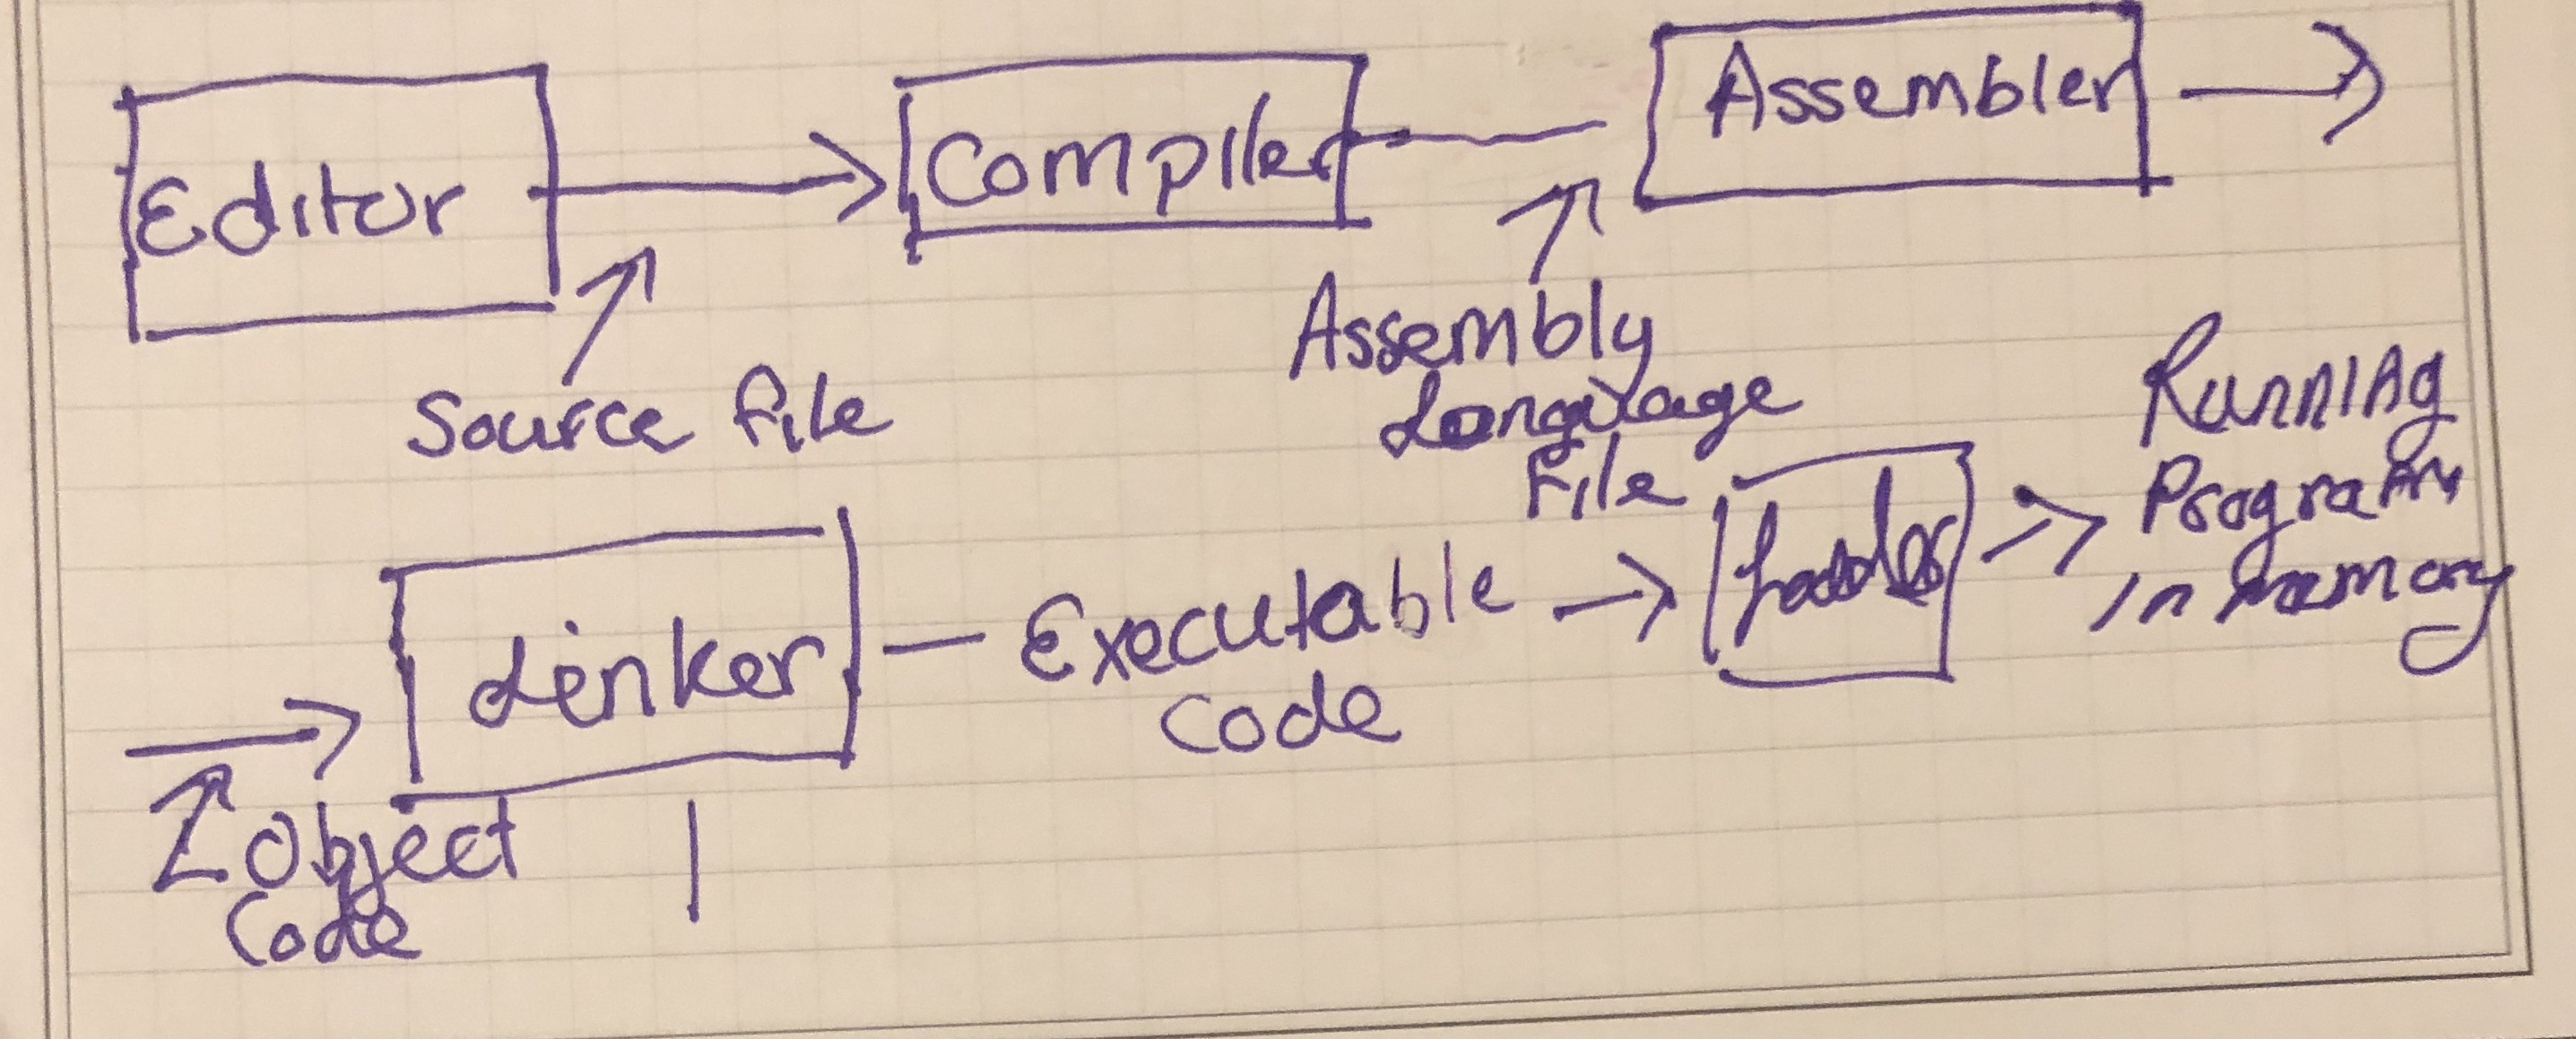 Editor
Compiler
Assembler
Source File
Assembly
Language
File
Running
Program
in memory
Linker
Executable
Code
Loader
Object
Code